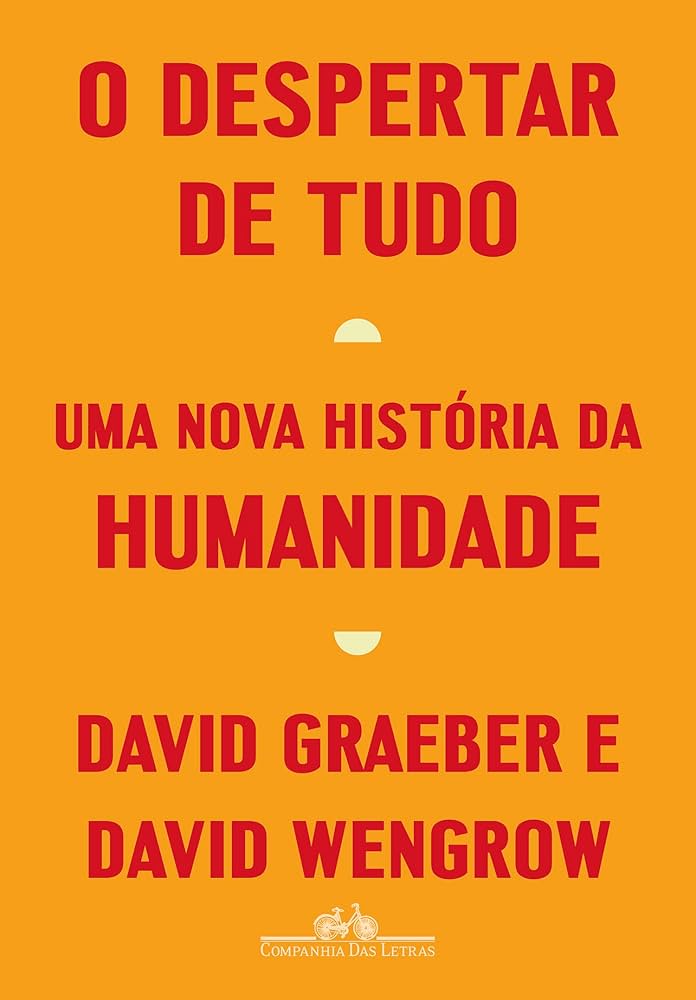 O DESPERTAR
DE TUDO
UMA NOVA HISTÓRIA DA
HUMANIDADE
DAVID GRAEBER E
DAVID WENGROW
COMPANHIA DAS LETRAS